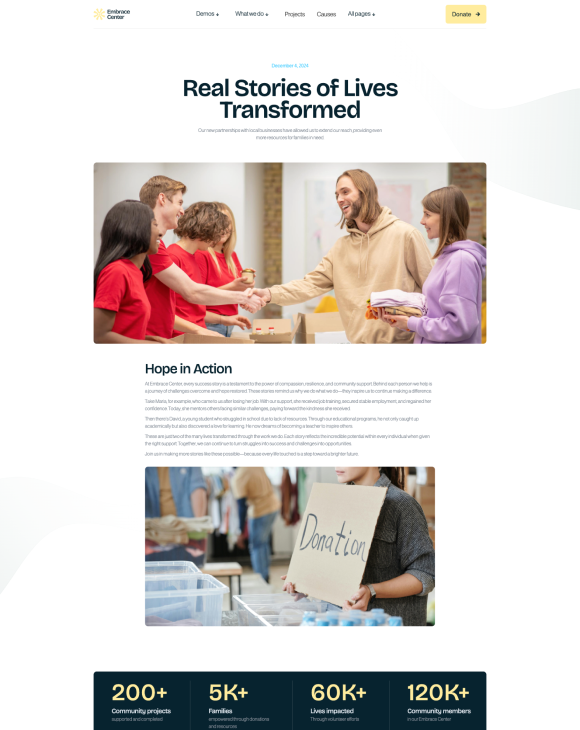 Embrace
Center
Demos +
What we do +
Projects
Causes
All pages +
Donate →
December 4, 2024
Real Stories of Lives
Transformed
Our new partnerships with local businesses have allowed us to extend our reach, providing even
more resources for families in need.
Hope in Action
At Embrace Center, every success story is a testament to the power of compassion, resilience, and community support. Behind each person we help, is
a journey of challenges overcome and hope restored. These stories remind us why we do what we do—they inspire us to continue making a difference.
Take Maria, for example, who came to us after losing her job. With our support, she received job training, secured stable employment, and regained her
confidence. Today, she mentors others facing similar challenges, paying forward the kindness she received.
Then there's David, a young student who struggled in school due to lack of resources. Through our educational programs, he not only caught up
academically but also discovered a love for learning. He now dreams of becoming a teacher to inspire others.
These are just two of the many lives transformed through the work we do. Each story reflects the incredible potential within every individual when given
the right support. Together, we can continue to turn struggles into success and challenges into opportunities.
Join us in making more stories like these possible—because every life touched is a step toward a brighter future.
Donation
200+
Community projects
supported and completed
5K+
Families
empowered through donations
and resources
60K+
Lives impacted
Through volunteer efforts
120K+
Community members
in our Embrace Center